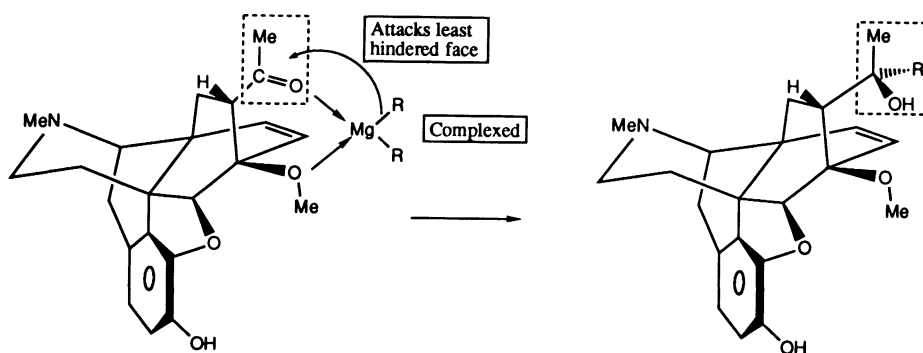 Me
Attacks least
hindered face
H
C
O
R
Mg
R
Complexed
MeN
O
Me
O
OH
Me
R
OH
H
MeN
O
Me
O
OH